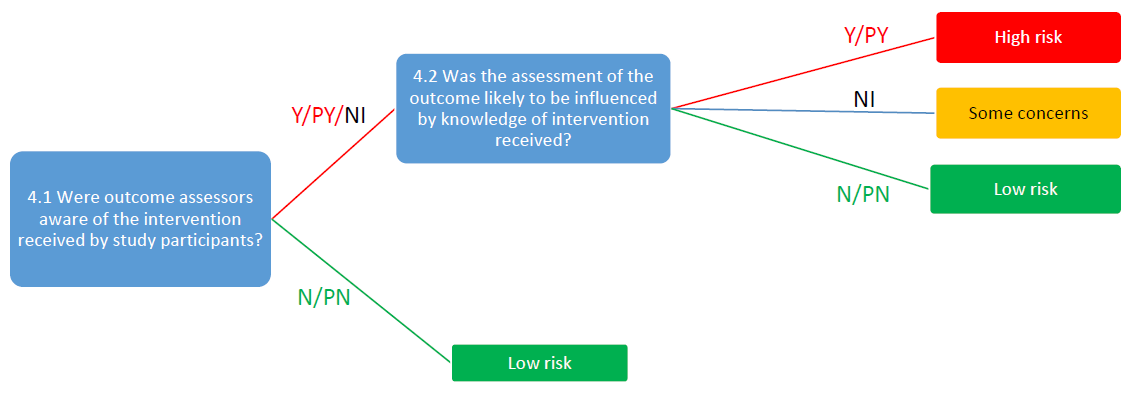 4.1 Were outcome assessors
aware of the intervention
received by study participants?
Y/PY/NI
N/PN
4.2 Was the assessment of the
outcome likely to be influenced
by knowledge of intervention
received?
Y/PY
NI
N/PN
High risk
Some concerns
Low risk
Low risk